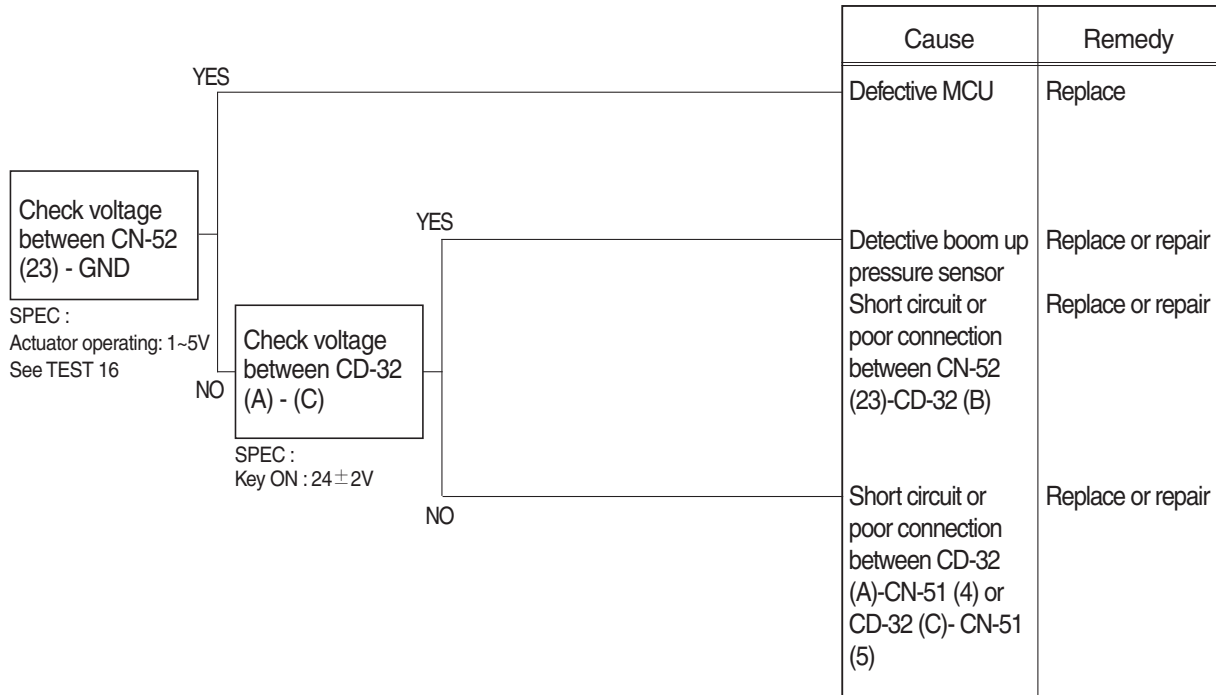 Cause Remedy
YES
Defective MCU Replace
Check voltage
between CN-52
(23) - GND
SPEC :
Actuator operating: 1~5V
See TEST 16
NO
Check voltage
between CD-32
(A) - (C)
SPEC :
Key ON : 24±2V
YES
Detective boom up Replace or repair
pressure sensor
Short circuit or Replace or repair
poor connection
between CN-52
(23)-CD-32 (B)
NO
Short circuit or Replace or repair
poor connection
between CD-32
(A)-CN-51 (4) or
CD-32 (C)- CN-51
(5)